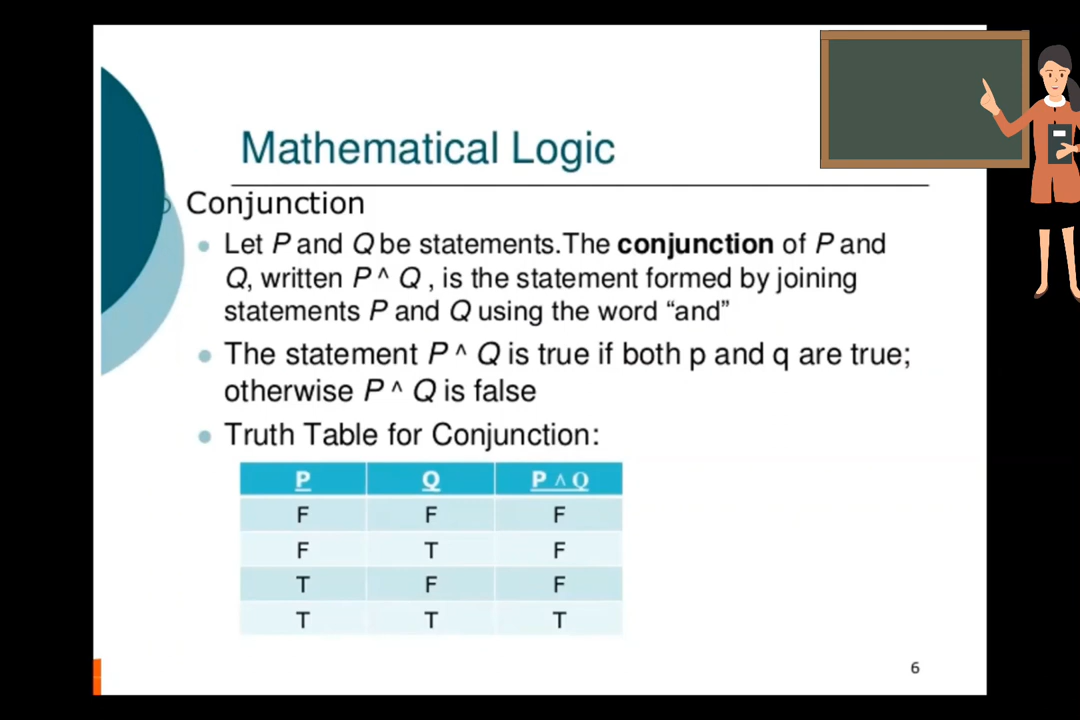 Mathematical Logic
Conjunction
Let P and Q be statements.The conjunction of P and
Q, written P ^ Q , is the statement formed by joining
statements P and Q using the word “and”
The statement P ^ Q is true if both p and q are true;
otherwise P ^ Q is false
Truth Table for Conjunction:
P Q P ∧ Q
F F F
F T F
T F F
T T T
6